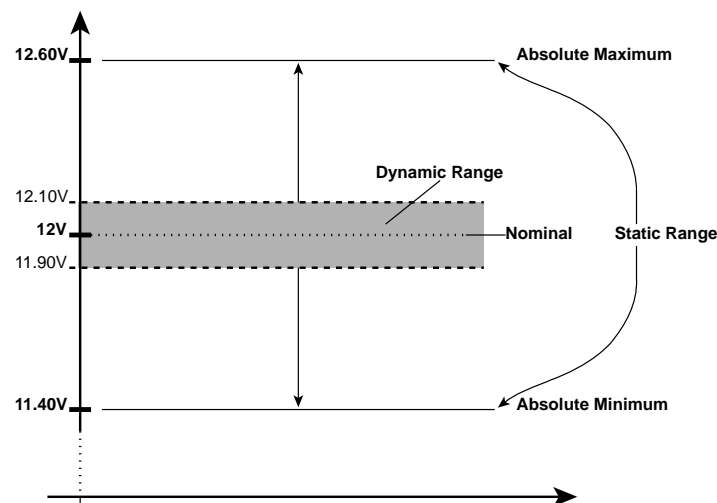 12.60V
Absolute Maximum
Dynamic Range
12.10V
12V
Nominal
Static Range
11.90V
11.40V
Absolute Minimum